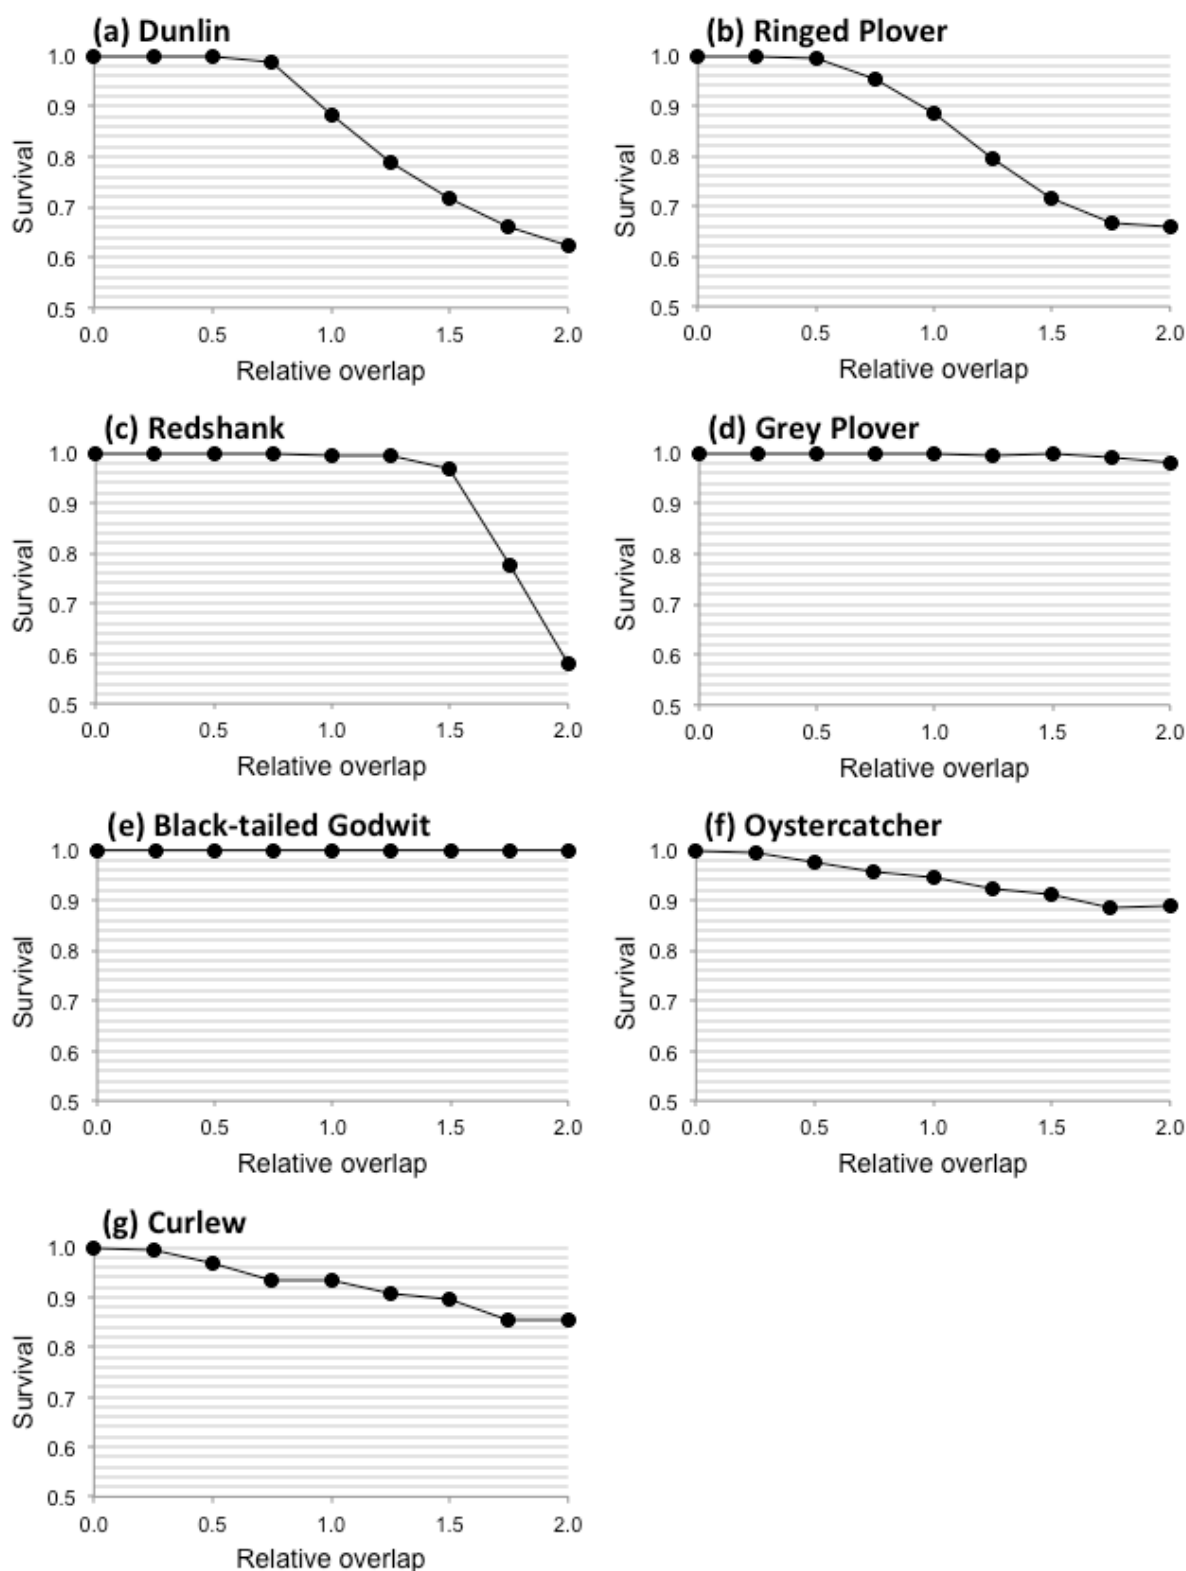 (a) Dunlin
1.0
0.9
0.8
0.7
0.6
0.5
Survival
0.0 0.5 1.0 1.5 2.0
Relative overlap
(b) Ringed Plover
1.0
0.9
0.8
0.7
0.6
0.5
Survival
0.0 0.5 1.0 1.5 2.0
Relative overlap
(c) Redshank
1.0
0.9
0.8
0.7
0.6
0.5
Survival
0.0 0.5 1.0 1.5 2.0
Relative overlap
(d) Grey Plover
1.0
0.9
0.8
0.7
0.6
0.5
Survival
0.0 0.5 1.0 1.5 2.0
Relative overlap
(e) Black-tailed Godwit
1.0
0.9
0.8
0.7
0.6
0.5
Survival
0.0 0.5 1.0 1.5 2.0
Relative overlap
(f) Oystercatcher
1.0
0.9
0.8
0.7
0.6
0.5
Survival
0.0 0.5 1.0 1.5 2.0
Relative overlap
(g) Curlew
1.0
0.9
0.8
0.7
0.6
0.5
Survival
0.0 0.5 1.0 1.5 2.0
Relative overlap